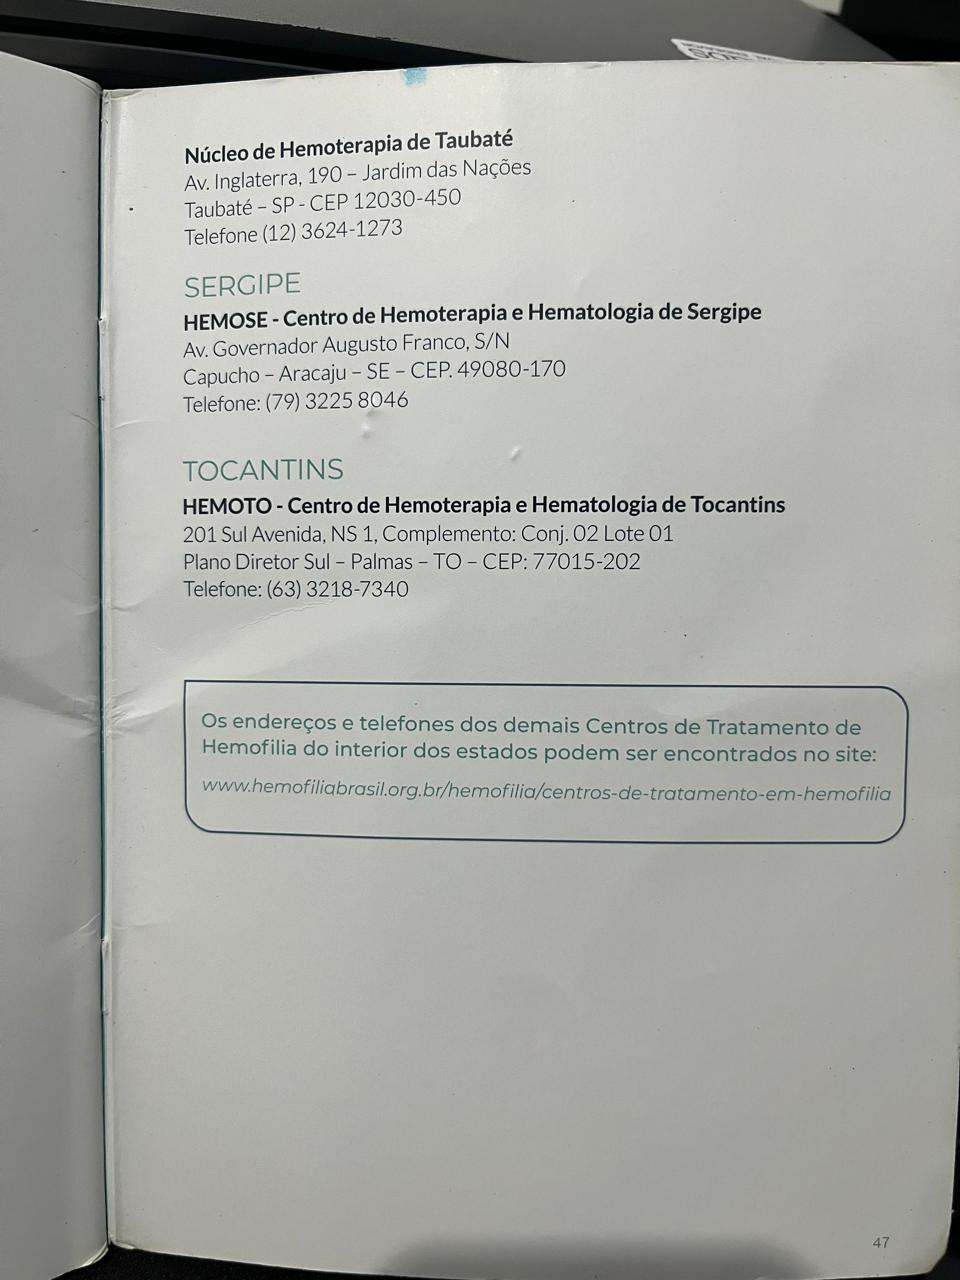 Núcleo de Hemoterapia de Taubaté
Av. Inglaterra, 190 – Jardim das Nações
Taubaté – SP - CEP 12030-450
Telefone (12) 3624-1273
SERGIPE
HEMOSE - Centro de Hemoterapia e Hematologia de Sergipe
Av. Governador Augusto Franco, S/N
Capucho – Aracaju – SE – CEP. 49080-170
Telefone: (79) 3225 8046
TOCANTINS
HEMOTO - Centro de Hemoterapia e Hematologia de Tocantins
201 Sul Avenida, NS 1, Complemento: Conj. 02 Lote 01
Plano Diretor Sul – Palmas – TO – CEP: 77015-202
Telefone: (63) 3218-7340
Os endereços e telefones dos demais Centros de Tratamento de
Hemofilia do interior dos estados podem ser encontrados no site:
www.hemofiliabrasil.org.br/hemofilia/centros-de-tratamento-em-hemofilia
47